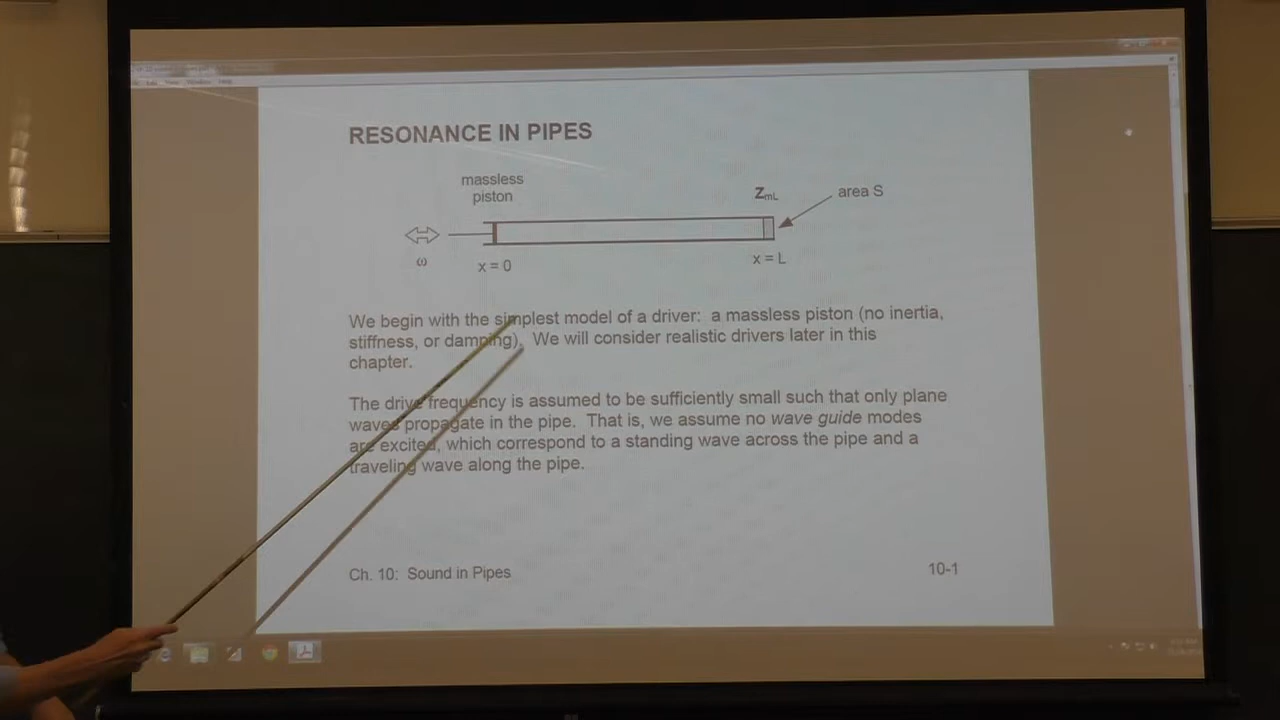 RESONANCE IN PIPES
massless
piston
Z_mL
area S
ω
x = 0
x = L
We begin with the simplest model of a driver: a massless piston (no inertia,
stiffness, or damping). We will consider realistic drivers later in this
chapter.
The drive frequency is assumed to be sufficiently small such that only plane
waves propagate in the pipe. That is, we assume no wave guide modes
are excited, which correspond to a standing wave across the pipe and a
traveling wave along the pipe.
Ch. 10: Sound in Pipes
10-1